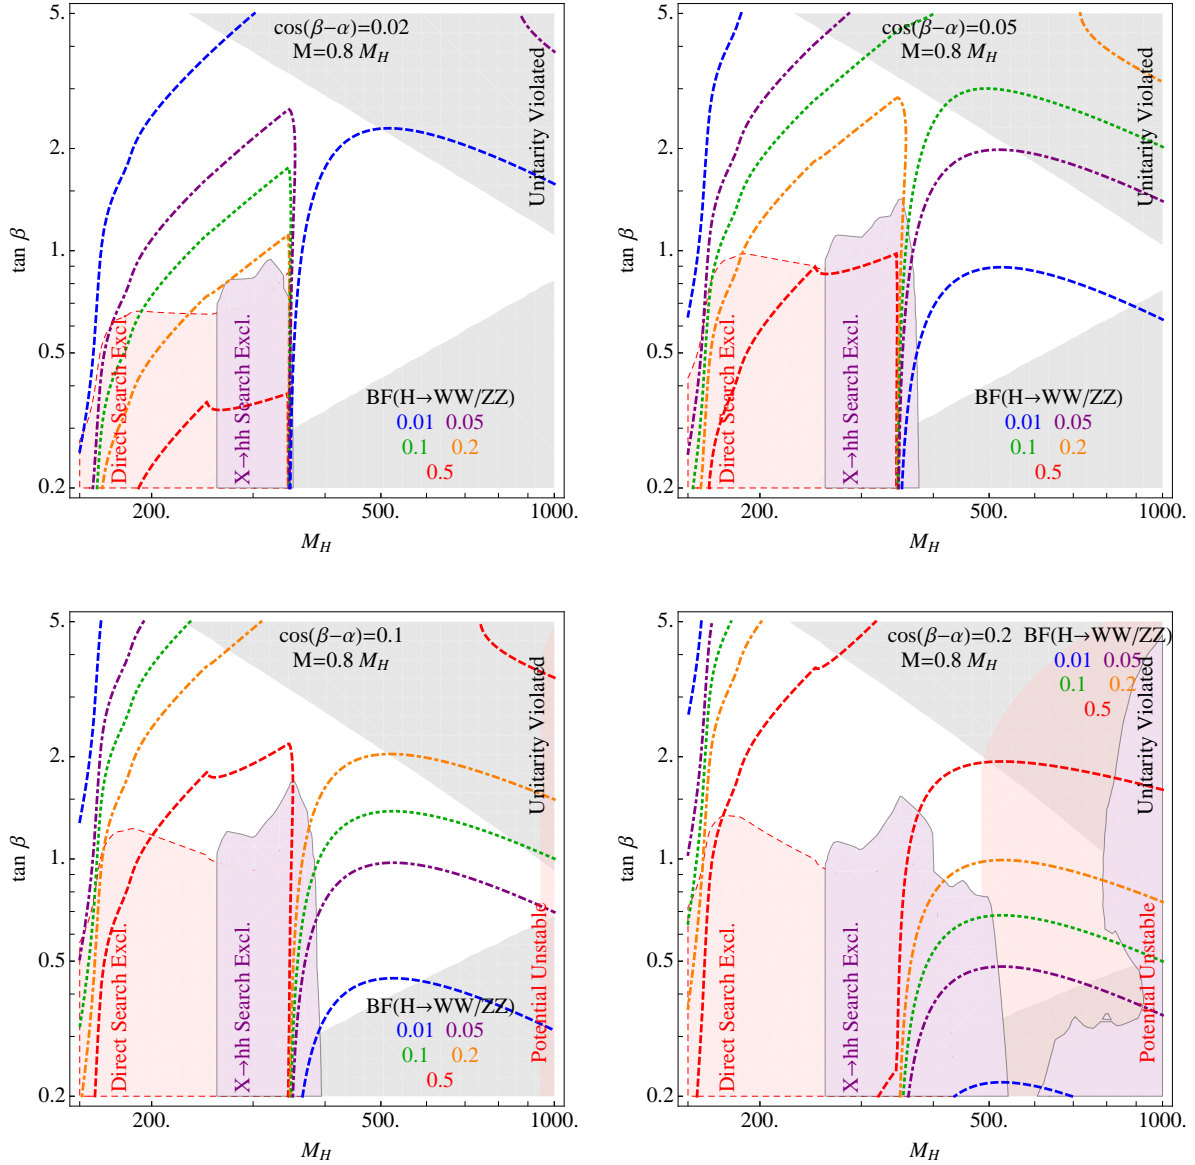 5.
2.
1.
0.5
0.2
tan β
cos(β-α)=0.02
M=0.8 M_H
Unitarity Violated
Direct Search Excl.
X→hh Search Excl.
BF(H→WW/ZZ)
0.01 0.05
0.1 0.2
0.5
200. 500. 1000.
M_H
5.
2.
1.
0.5
0.2
tan β
cos(β-α)=0.05
M=0.8 M_H
Unitarity Violated
Direct Search Excl.
X→hh Search Excl.
BF(H→WW/ZZ)
0.01 0.05
0.1 0.2
0.5
200. 500. 1000.
M_H
5.
2.
1.
0.5
0.2
tan β
cos(β-α)=0.1
M=0.8 M_H
Unitarity Violated
Direct Search Excl.
X→hh Search Excl.
Potential Unstable
BF(H→WW/ZZ)
0.01 0.05
0.1 0.2
0.5
200. 500. 1000.
M_H
5.
2.
1.
0.5
0.2
tan β
cos(β-α)=0.2 BF(H→WW/ZZ)
M=0.8 M_H
0.01 0.05
0.1 0.2
0.5
Unitarity Violated
Direct Search Excl.
X→hh Search Excl.
Potential Unstable
200. 500. 1000.
M_H